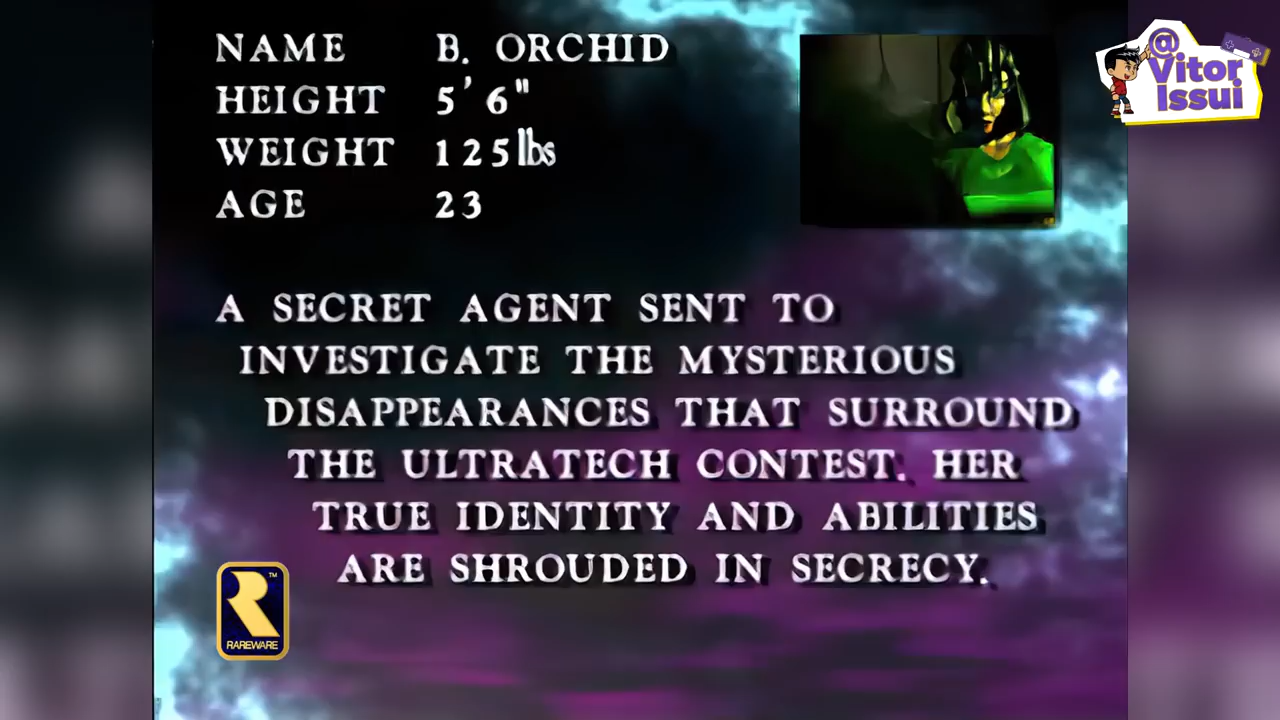 NAME B. ORCHID
HEIGHT 5'6"
WEIGHT 125lbs
AGE 23
A SECRET AGENT SENT TO
INVESTIGATE THE MYSTERIOUS
DISAPPEARANCES THAT SURROUND
THE ULTRATECH CONTEST. HER
TRUE IDENTITY AND ABILITIES
ARE SHROUDED IN SECRECY.
R™
RAREWARE
@
Vitor
Issui